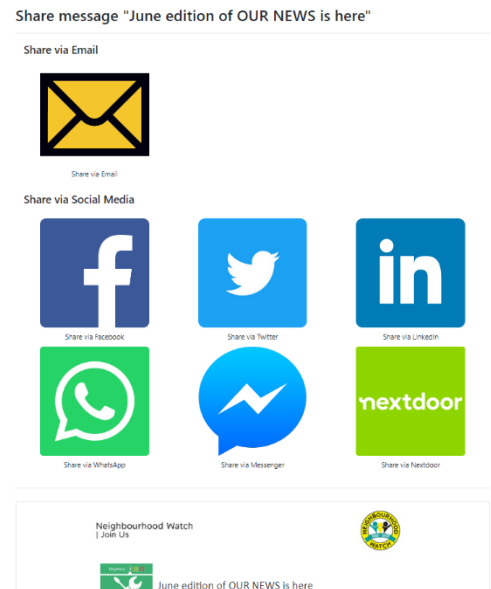 Share message "June edition of OUR NEWS is here"
Share via Email
Share via Email
Share via Social Media
f
in
Share via Facebook
Share via Twitter
Share via LinkedIn
nextdoor
Share via WhatsApp
Share via Messenger
Share via Nextdoor
Neighbourhood Watch
| Join Us
NEIGHBOURHOOD
WATCH
June edition of OUR NEWS is here